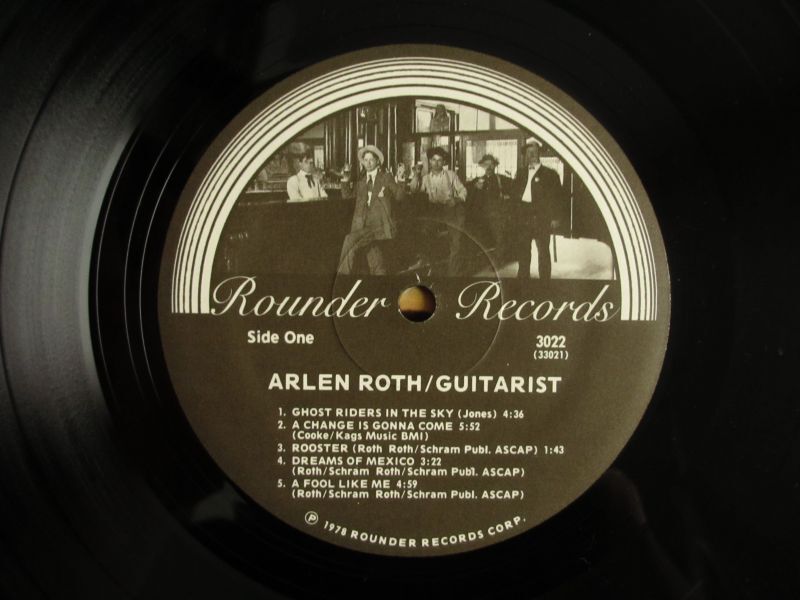 Rounder Records
Side One
3022
(33021)
ARLEN ROTH/GUITARIST
1. GHOST RIDERS IN THE SKY (Jones) 4:36
2. A CHANGE IS GONNA COME 5:52
(Cooke/Kags Music BMI)
3. ROOSTER (Roth Roth/Schram Publ. ASCAP) 1:43
4. DREAMS OF MEXICO 3:22
(Roth/Schram Roth/Schram Publ. ASCAP)
5. A FOOL LIKE ME 4:59
(Roth/Schram Roth/Schram Publ. ASCAP)
Ⓟ 1978 ROUNDER RECORDS CORP.